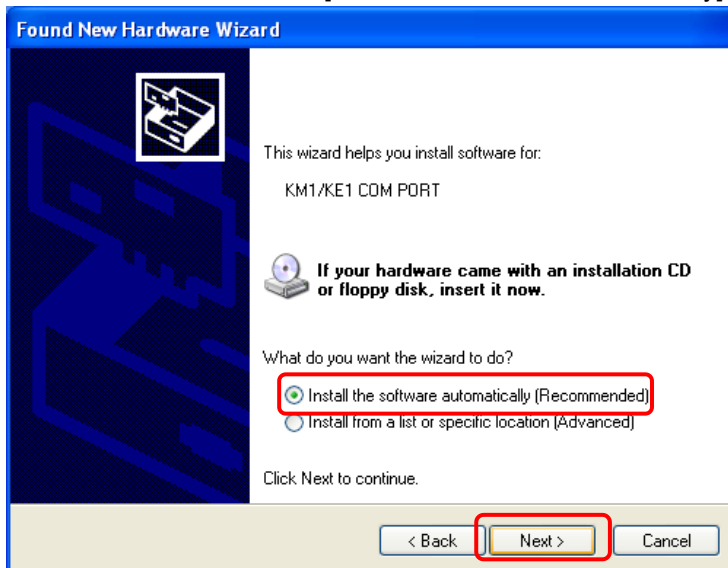 Found New Hardware Wizard
This wizard helps you install software for:
KM1/KE1 COM PORT
If your hardware came with an installation CD
or floppy disk, insert it now.
What do you want the wizard to do?
Install the software automatically (Recommended)
Install from a list or specific location (Advanced)
Click Next to continue.
< Back Next > Cancel